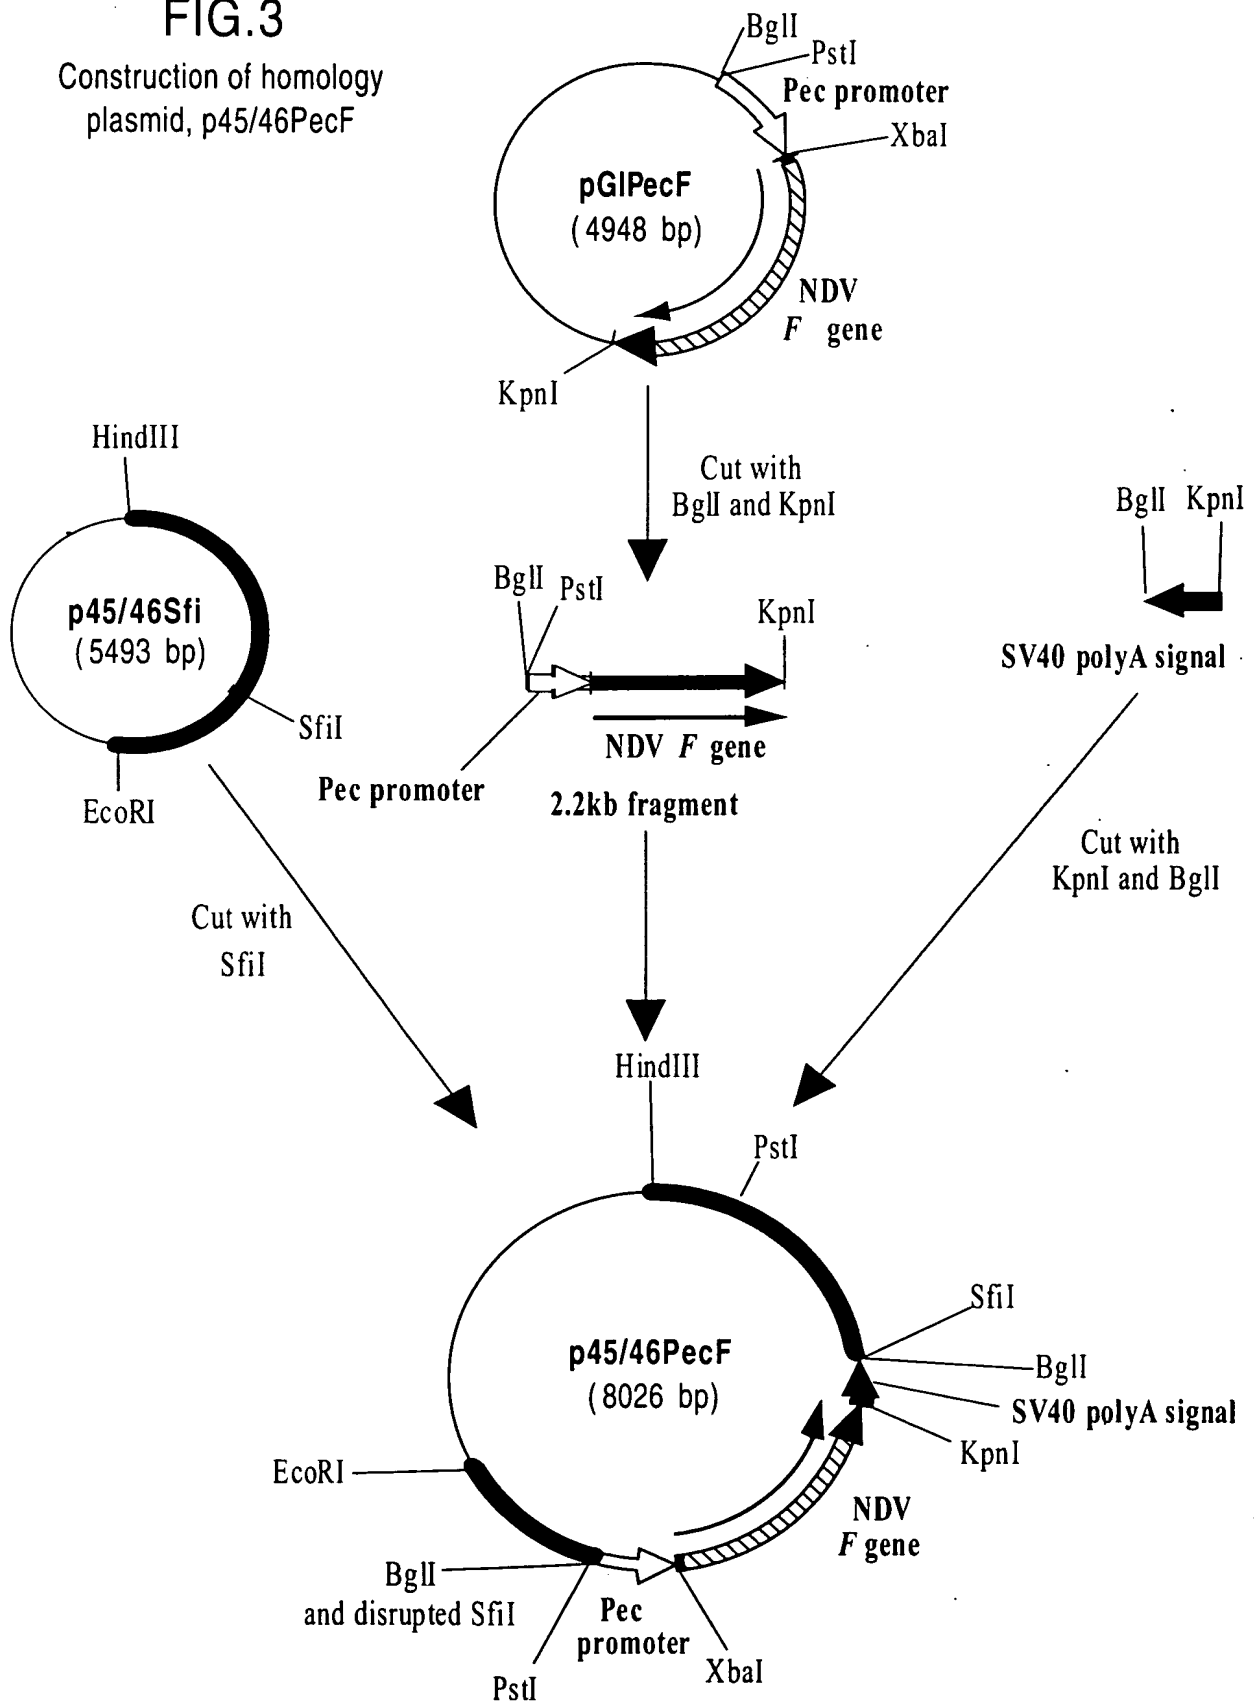 FIG.3
Construction of homology
plasmid, p45/46PecF
BglI
PstI
Pec promoter
XbaI
pGIPecF
(4948 bp)
NDV
F gene
KpnI
Cut with
BglI and KpnI
HindIII
p45/46Sfi
(5493 bp)
SfiI
EcoRI
BglI
PstI
KpnI
NDV F gene
Pec promoter
2.2kb fragment
BglI KpnI
SV40 polyA signal
Cut with
KpnI and BglI
Cut with
SfiI
HindIII
PstI
SfiI
BglI
SV40 polyA signal
KpnI
p45/46PecF
(8026 bp)
EcoRI
NDV
F gene
BglI
and disrupted SfiI
Pec
promoter
XbaI
PstI